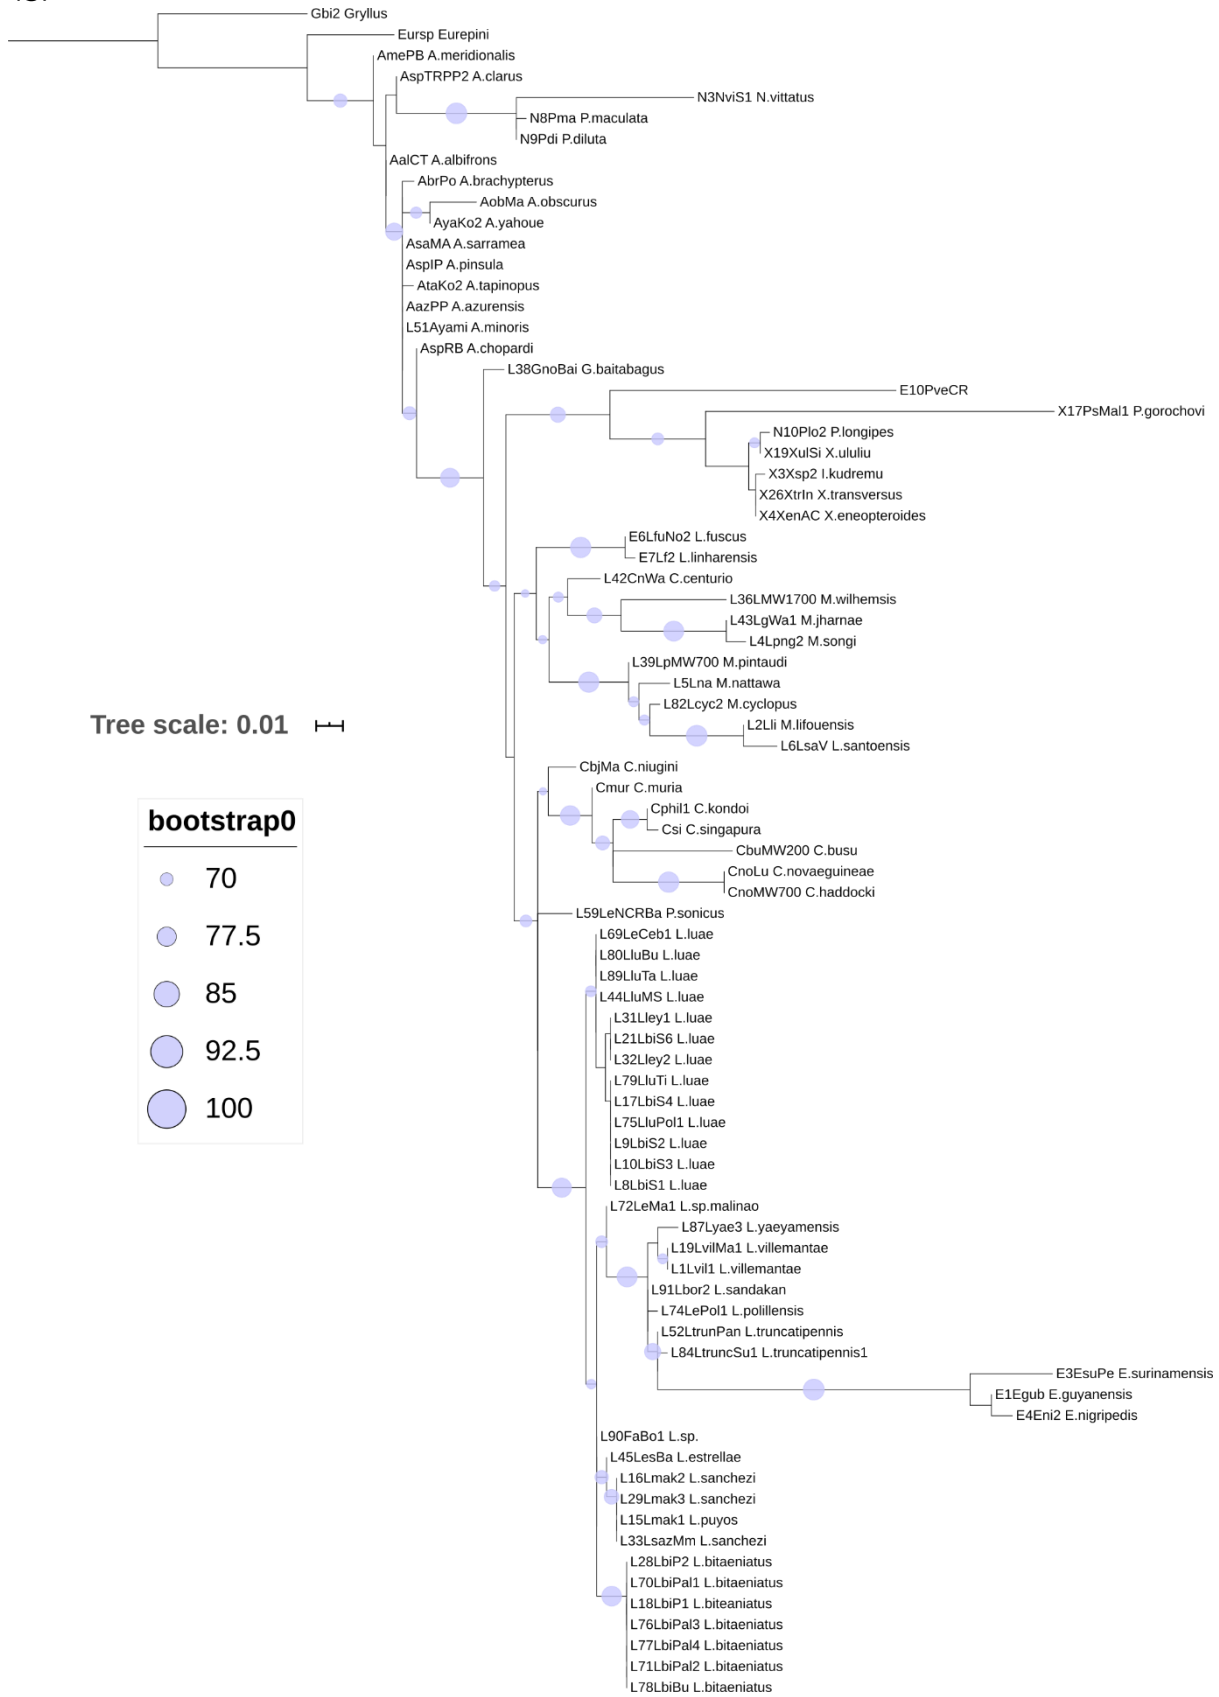 Gbi2 Gryllus
Eursp Eurepini
AmePB A.meridionalis
AspTRPP2 A.clarus
N3NviS1 N.vittatus
N8Pma P.maculata
N9Pdi P.diluta
AalCT A.albifrons
AbrPo A.brachypterus
AobMa A.obscurus
AyaKo2 A.yahoue
AsaMA A.sarramea
AspIP A.pinsula
AtaKo2 A.tapinopus
AazPP A.azurensis
L51Ayami A.minoris
AspRB A.chopardi
L38GnoBai G.baitabagus
E10PveCR
X17PsMal1 P.gorochovi
N10Plo2 P.longipes
X19XulSi X.ululiu
X3Xsp2 I.kudremu
X26XtrIn X.transversus
X4XenAC X.eneopteroides
E6LfuNo2 L.fuscus
E7Lf2 L.linharensis
L42CnWa C.centurio
L36LMW1700 M.wilhemsis
L43LgWa1 M.jharnae
L4Lpng2 M.songi
L39LpMW700 M.pintaudi
L5Lna M.nattawa
L82Lcyc2 M.cyclopus
L2Lli M.lifouensis
L6LsaV L.santoensis
Tree scale: 0.01
CbjMa C.niugini
Cmur C.muria
Cphil1 C.kondoi
Csi C.singapura
CbuMW200 C.busu
CnoLu C.novaeguineae
CnoMW700 C.haddocki
L59LeNCRBa P.sonicus
L69LeCeb1 L.luae
L80LluBu L.luae
L89LluTa L.luae
L44LluMS L.luae
L31Lley1 L.luae
L21LbiS6 L.luae
L32Lley2 L.luae
L79LluTi L.luae
L17LbiS4 L.luae
L75LluPol1 L.luae
L9LbiS2 L.luae
L10LbiS3 L.luae
L8LbiS1 L.luae
bootstrap0
70
77.5
85
92.5
100
L72LeMa1 L.sp.malinao
L87Lyae3 L.yaeyamensis
L19LvilMa1 L.villemantae
L1Lvil1 L.villemantae
L91Lbor2 L.sandakan
L74LePol1 L.polillensis
L52LtrunPan L.truncatipennis
L84LtruncSu1 L.truncatipennis1
E3EsuPe E.surinamensis
E1Egub E.guyanensis
E4Eni2 E.nigripedis
L90FaBo1 L.sp.
L45LesBa L.estrellae
L16Lmak2 L.sanchezi
L29Lmak3 L.sanchezi
L15Lmak1 L.puyos
L33LsazMm L.sanchezi
L28LbiP2 L.bitaeniatus
L70LbiPal1 L.bitaeniatus
L18LbiP1 L.biteaniatus
L76LbiPal3 L.bitaeniatus
L77LbiPal4 L.bitaeniatus
L71LbiPal2 L.bitaeniatus
L78LbiBu L.bitaeniatus